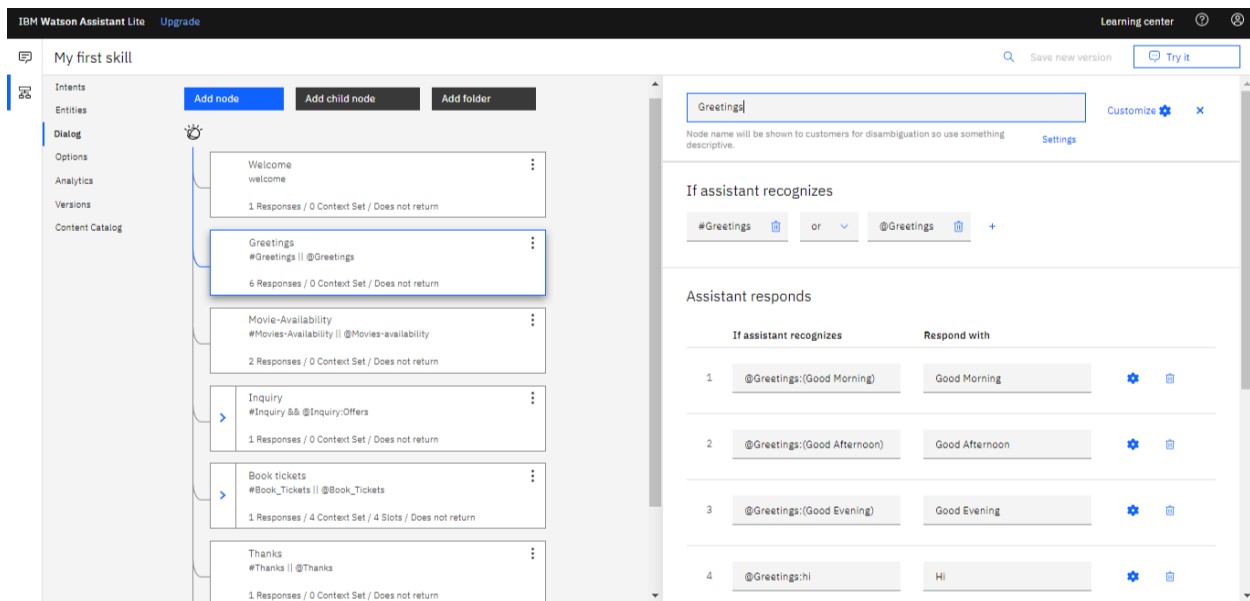 IBM Watson Assistant Lite Upgrade Learning center
My first skill Save new version Try it
Intents
Entities
Dialog
Options
Analytics
Versions
Content Catalog
Add node Add child node Add folder
Welcome
welcome
1 Responses / 0 Context Set / Does not return
Greetings
#Greetings || @Greetings
6 Responses / 0 Context Set / Does not return
Movie-Availability
#Movies-Availability || @Movies-availability
2 Responses / 0 Context Set / Does not return
Inquiry
#Inquiry && @Inquiry:Offers
1 Responses / 0 Context Set / Does not return
Book tickets
#Book_Tickets || @Book_Tickets
1 Responses / 4 Context Set / 4 Slots / Does not return
Thanks
#Thanks || @Thanks
1 Responses / 0 Context Set / Does not return
Greetings
Customize
Node name will be shown to customers for disambiguation so use something
descriptive.
Settings
If assistant recognizes
#Greetings or @Greetings +
Assistant responds
If assistant recognizes Respond with
1 @Greetings:(Good Morning) Good Morning
2 @Greetings:(Good Afternoon) Good Afternoon
3 @Greetings:(Good Evening) Good Evening
4 @Greetings:hi Hi